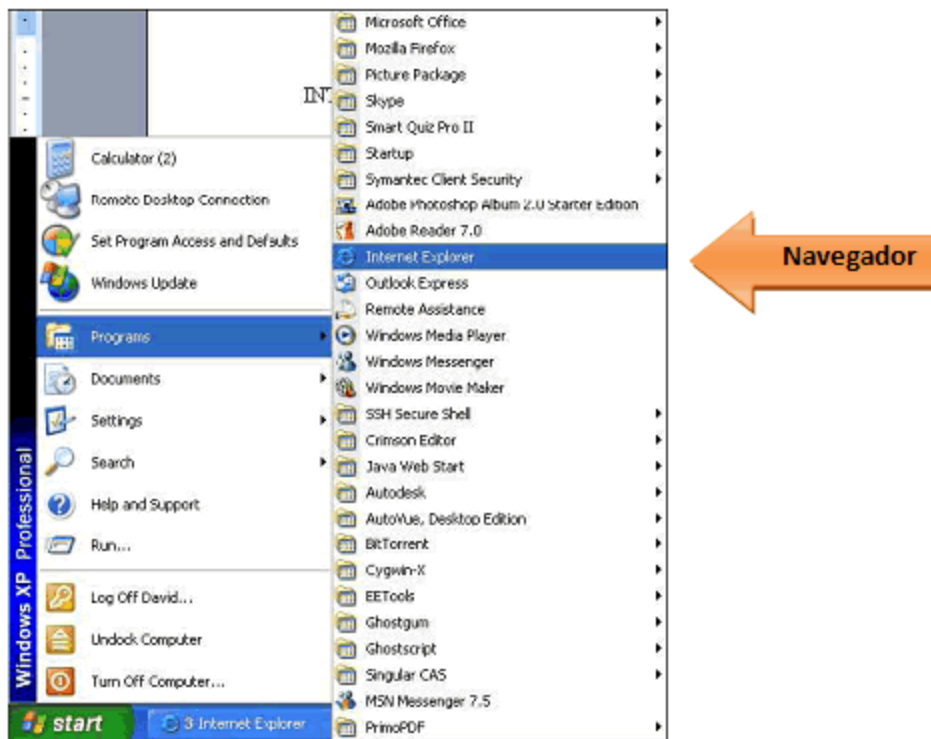 INT
Calculator (2)
Remote Desktop Connection
Set Program Access and Defaults
Windows Update
Programs
Documents
Settings
Search
Help and Support
Run...
Log Off David...
Undock Computer
Turn Off Computer...
Windows XP Professional
start
3 Internet Explorer
Microsoft Office
Mozilla Firefox
Picture Package
Skype
Smart Quiz Pro II
Startup
Symantec Client Security
Adobe Photoshop Album 2.0 Starter Edition
Adobe Reader 7.0
Internet Explorer
Outlook Express
Remote Assistance
Windows Media Player
Windows Messenger
Windows Movie Maker
SSH Secure Shell
Crimson Editor
Java Web Start
Autodesk
AutoVue, Desktop Edition
BitTorrent
Cygwin-X
EETools
Ghostgum
Ghostscript
Singular CAS
MSN Messenger 7.5
PrimoPDF
Navegador